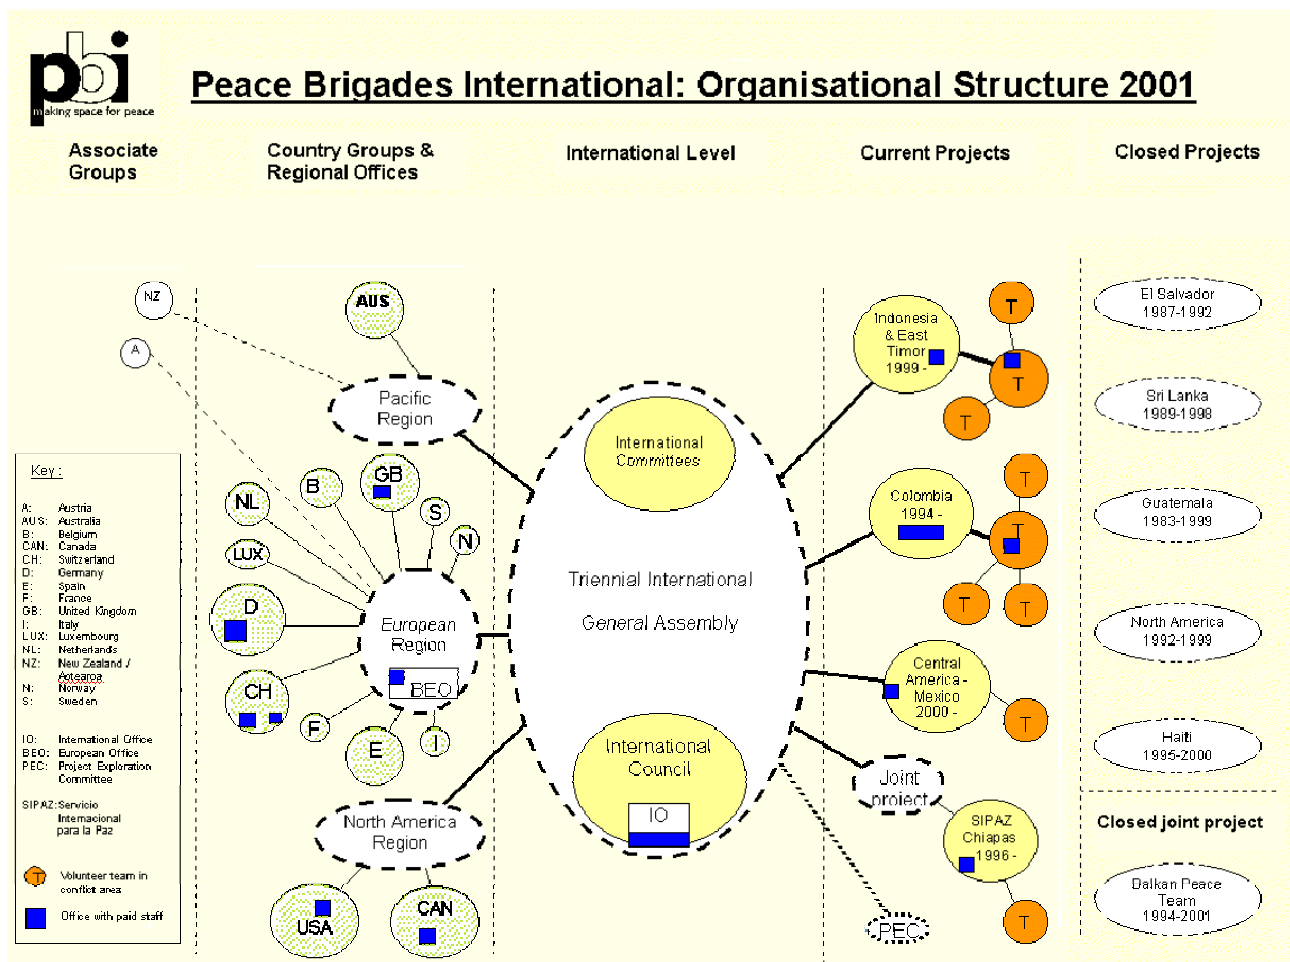 pbi
making space for peace
Peace Brigades International: Organisational Structure 2001
Associate
Groups
Country Groups &
Regional Offices
International Level
Current Projects
Closed Projects
NZ
A
AUS
Pacific
Region
NL
B
GB
S
N
LUX
D
CH
F
E
I
European
Region
BEO
North America
Region
USA
CAN
International
Committees
Triennial International
General Assembly
International
Council
IO
Indonesia
& East
Timor
1999 -
T
T
T
Colombia
1994 -
T
T
T
T
Central
America -
Mexico
2000 -
T
Joint
project
SIPAZ
Chiapas
1996 -
T
PEC
El Salvador
1987-1992
Sri Lanka
1989-1998
Guatemala
1983-1999
North America
1992-1999
Haiti
1995-2000
Closed joint project
Dalkan Peace
Team
1994-2001
Key:
A: Austria
AUS: Australia
B: Belgium
CAN: Canada
CH: Switzerland
D: Germany
E: Spain
F: France
GB: United Kingdom
I: Italy
LUX: Luxembourg
NL: Netherlands
NZ: New Zealand /
Aotearoa
N: Norway
S: Sweden
IO: International Office
BEO: European Office
PEC: Project Exploration
Committee
SIPAZ: Servicio
Internacional
para la Paz
T Volunteer team in
conflict area
Office with paid staff